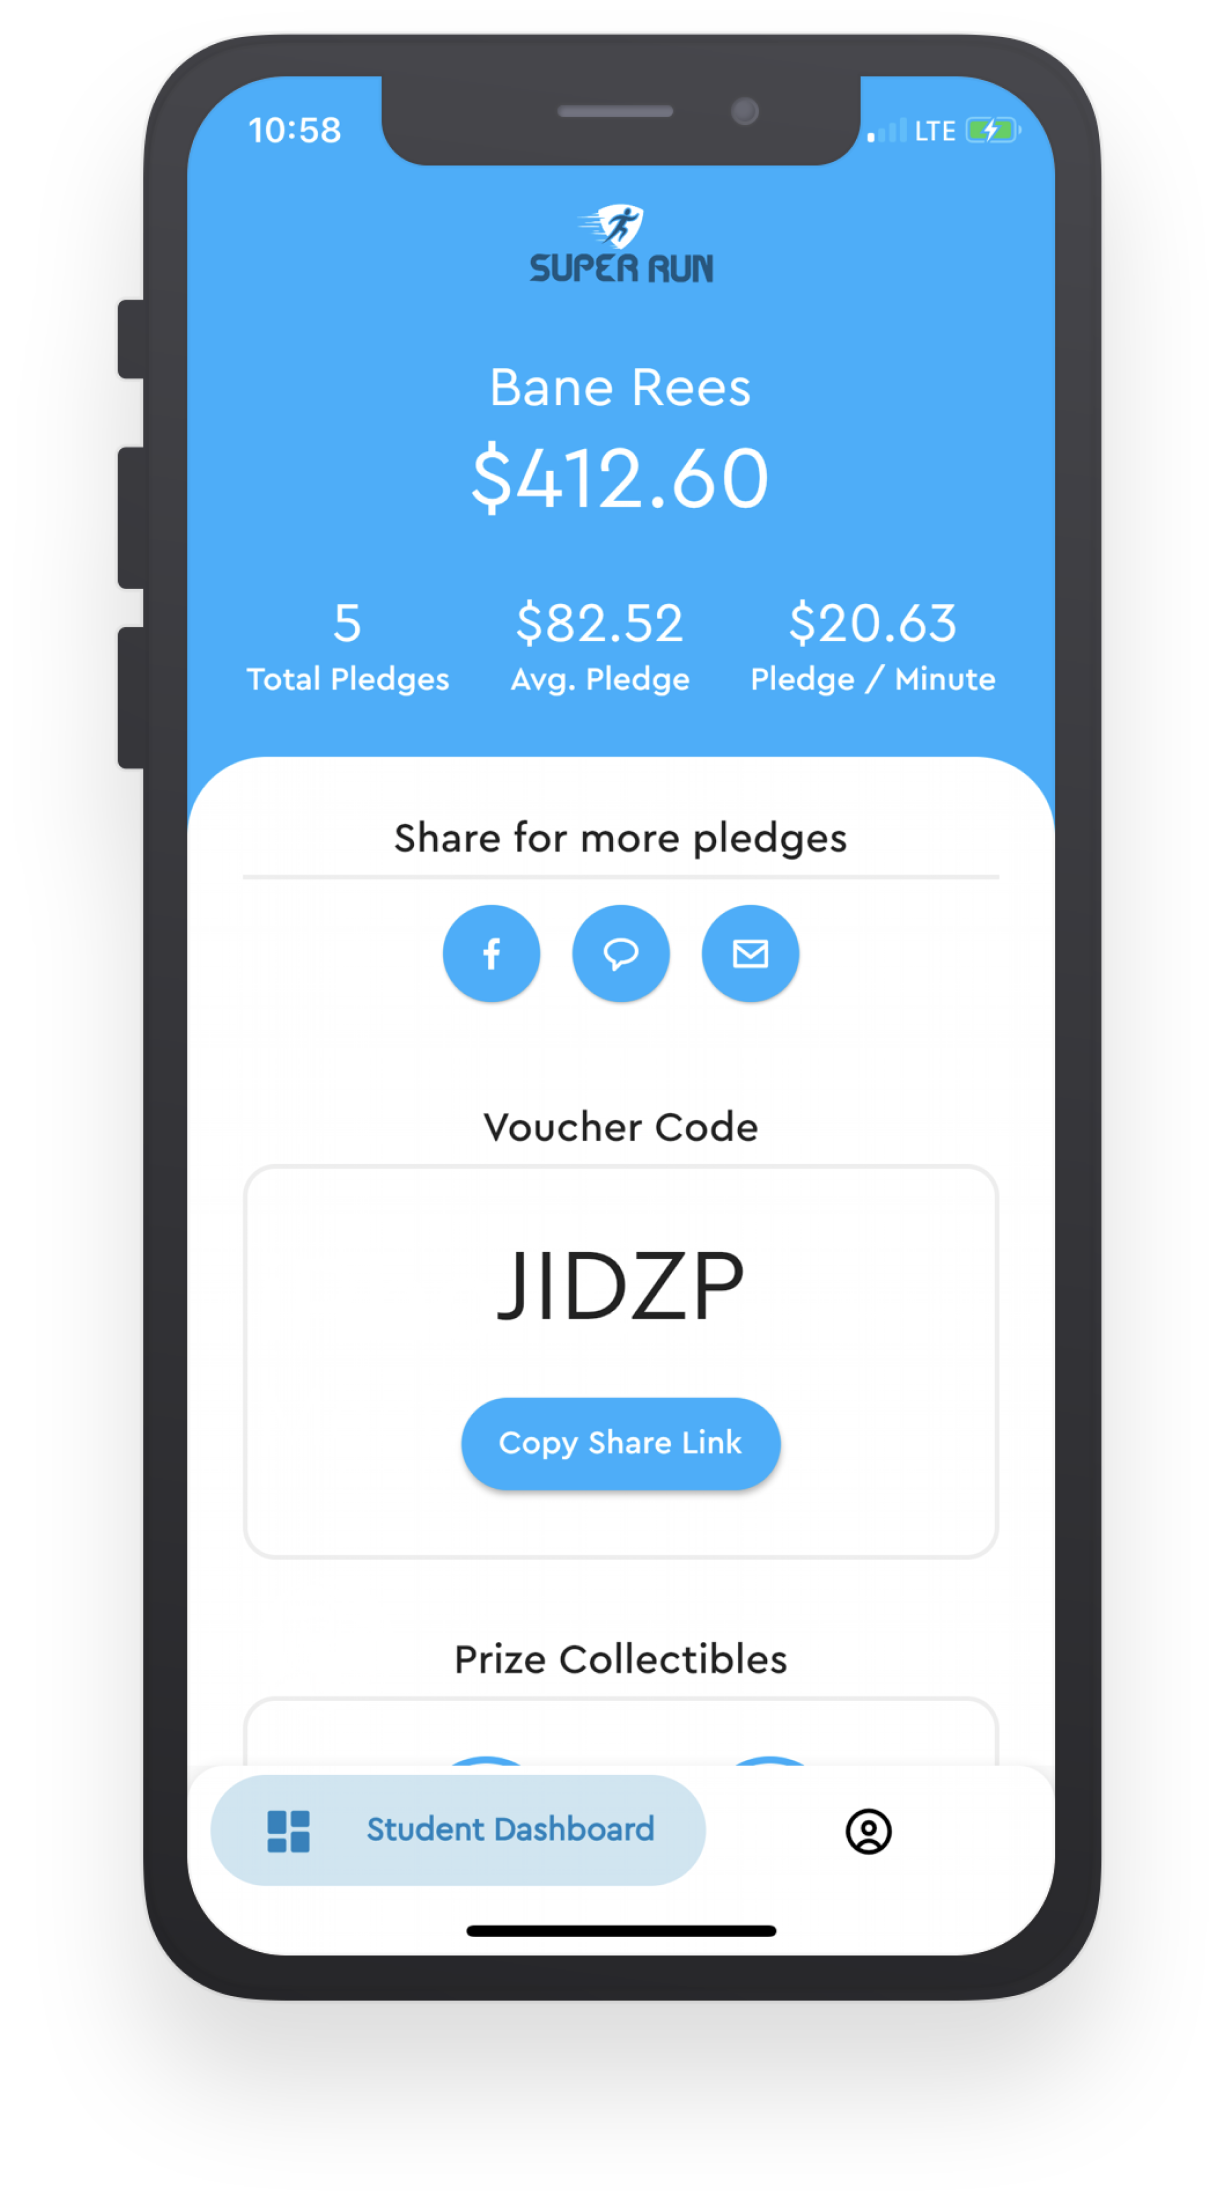 10:58
LTE
SUPER RUN
Bane Rees
$412.60
5 $82.52 $20.63
Total Pledges Avg. Pledge Pledge / Minute
Share for more pledges
Voucher Code
JIDZP
Copy Share Link
Prize Collectibles
Student Dashboard